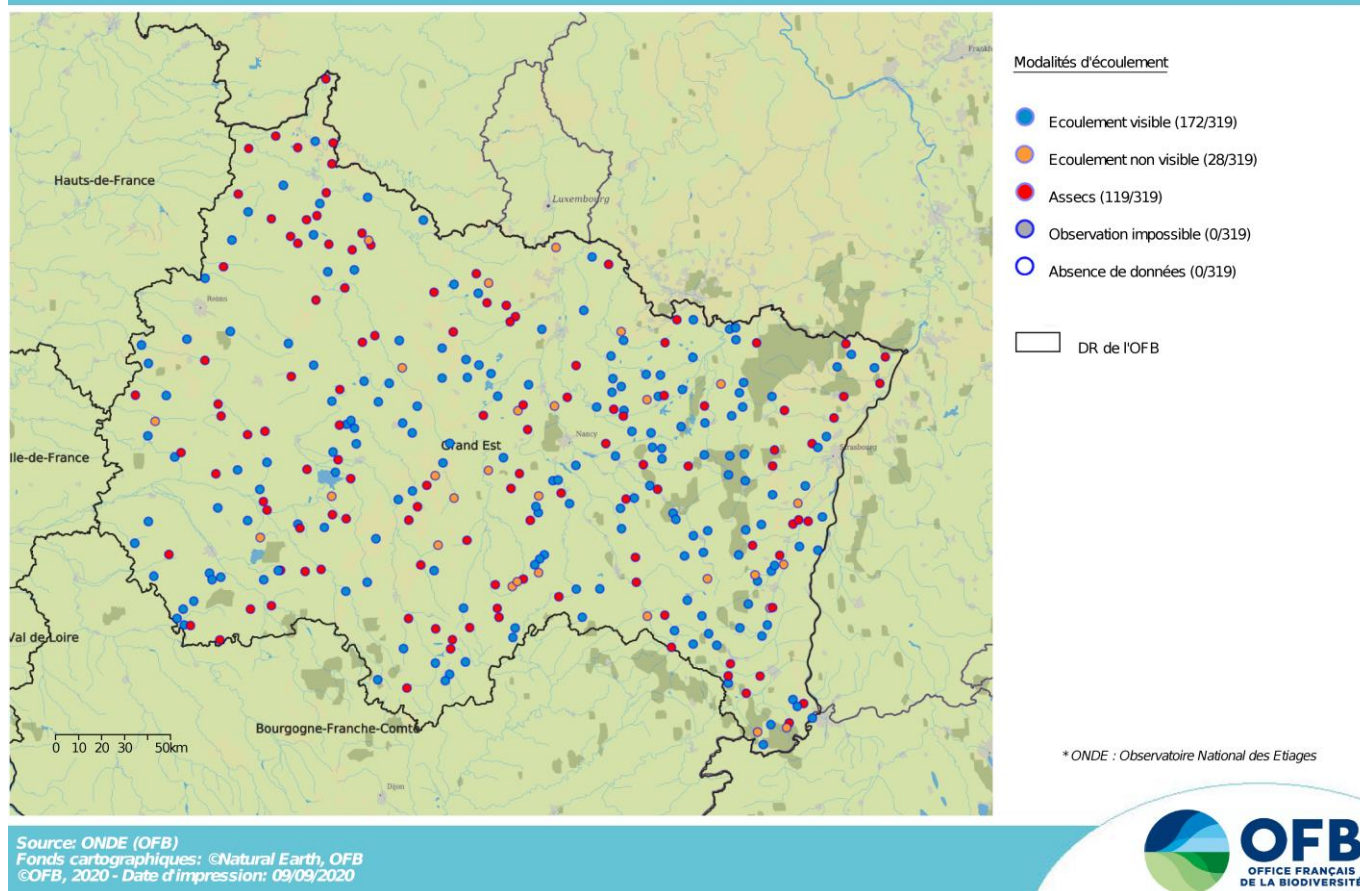 Modalités d'écoulement
Ecoulement visible (172/319)
Ecoulement non visible (28/319)
Assecs (119/319)
Observation impossible (0/319)
Absence de données (0/319)
DR de l'OFB
Hauts-de-France
Luxembourg
Reims
Grand Est
Nancy
Strasbourg
Ile-de-France
Val de Loire
Bourgogne-Franche-Comté
0 10 20 30 50km
Dijon
* ONDE : Observatoire National des Etiages
Source: ONDE (OFB)
Fonds cartographiques: ©Natural Earth, OFB
©OFB, 2020 - Date d'impression: 09/09/2020
OFB
OFFICE FRANÇAIS
DE LA BIODIVERSITÉ